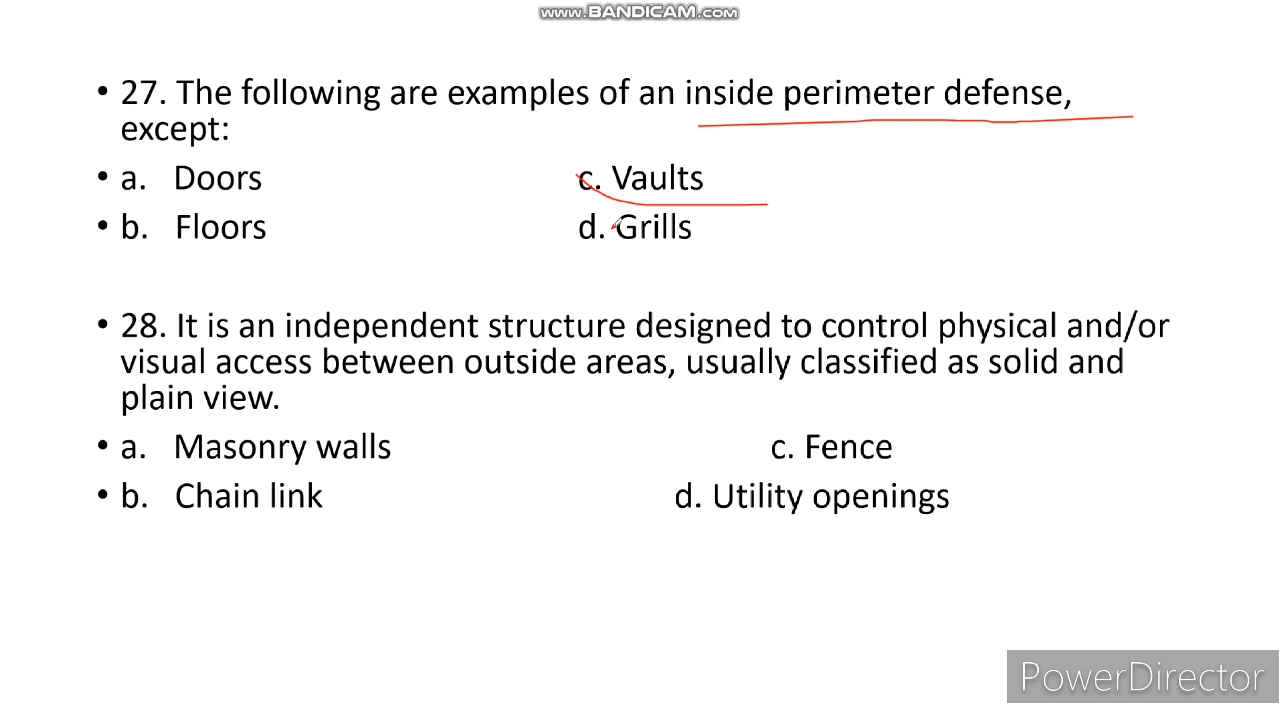 www.BANDICAM.com
• 27. The following are examples of an inside perimeter defense,
except:
• a. Doors c. Vaults
• b. Floors d. Grills
• 28. It is an independent structure designed to control physical and/or
visual access between outside areas, usually classified as solid and
plain view.
• a. Masonry walls c. Fence
• b. Chain link d. Utility openings
PowerDirector